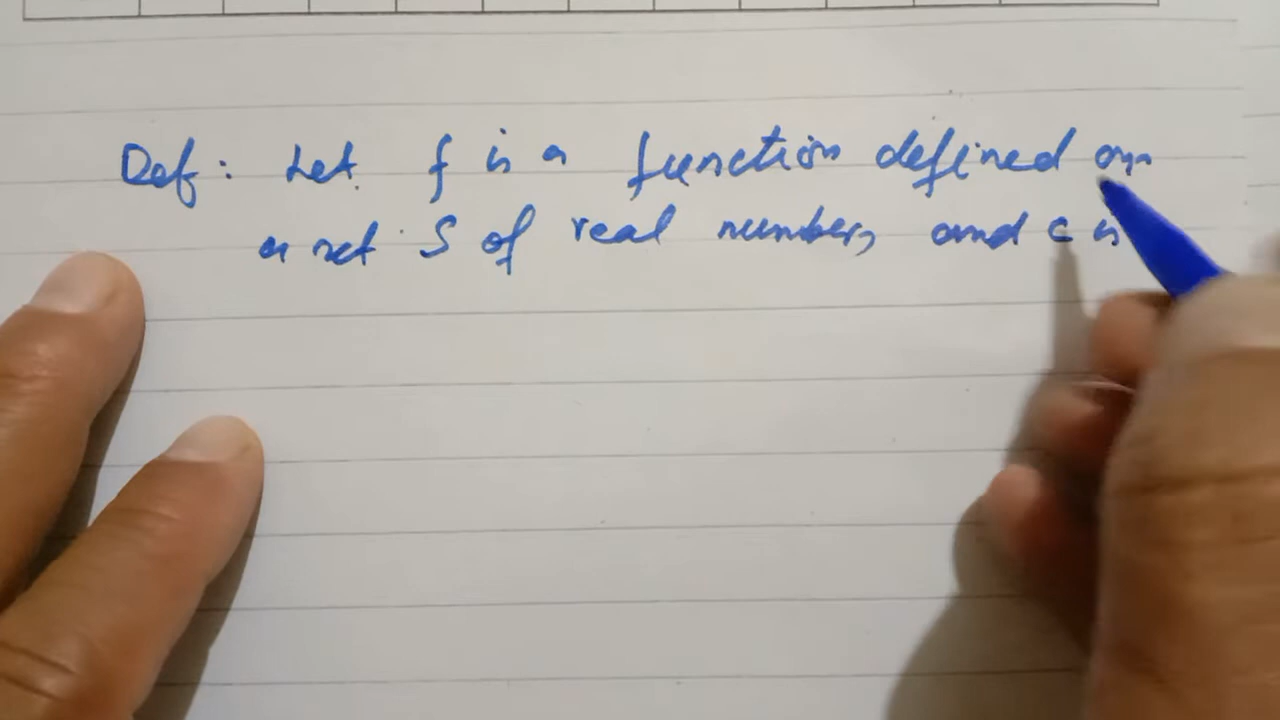 Def: Let f is a function defined on
a set S of real numbers, and c is